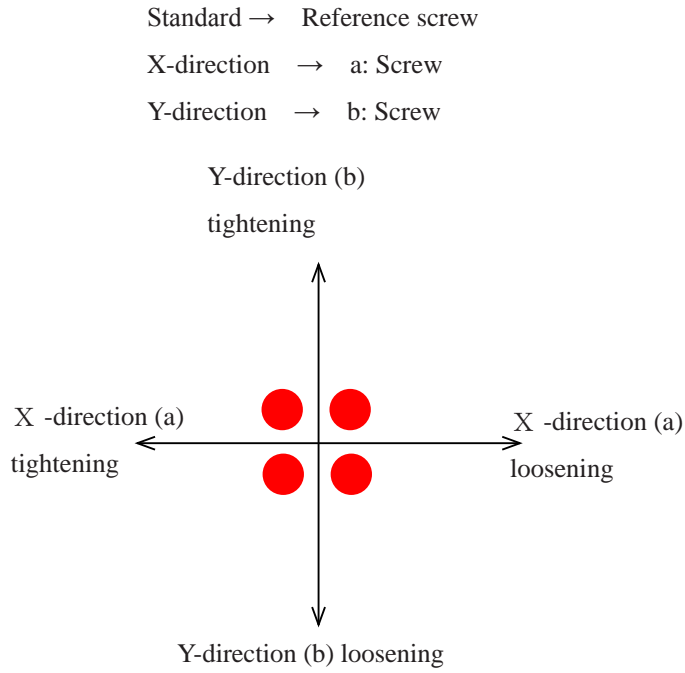 Standard → Reference screw
X-direction → a: Screw
Y-direction → b: Screw
Y-direction (b)
tightening
X -direction (a)
tightening
X -direction (a)
loosening
Y-direction (b) loosening